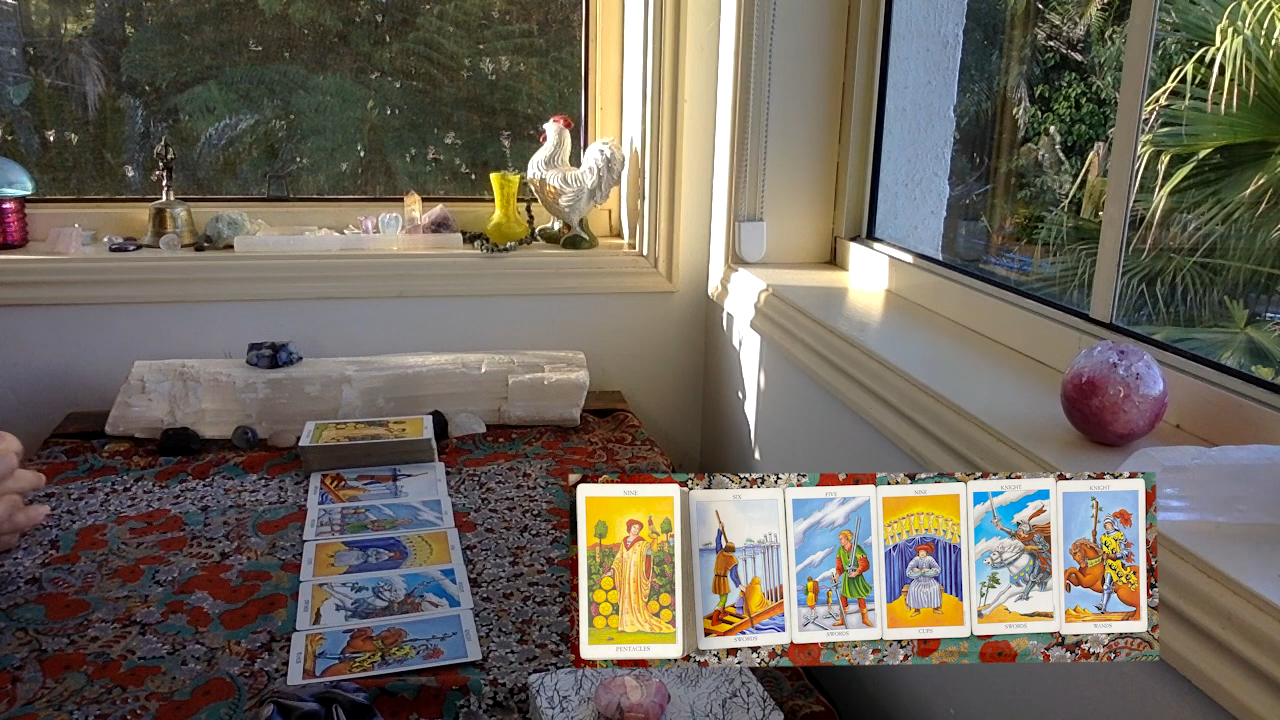 NINE
PENTACLES
SIX
SWORDS
FIVE
SWORDS
NINE
CUPS
KNIGHT
SWORDS
KNIGHT
WANDS